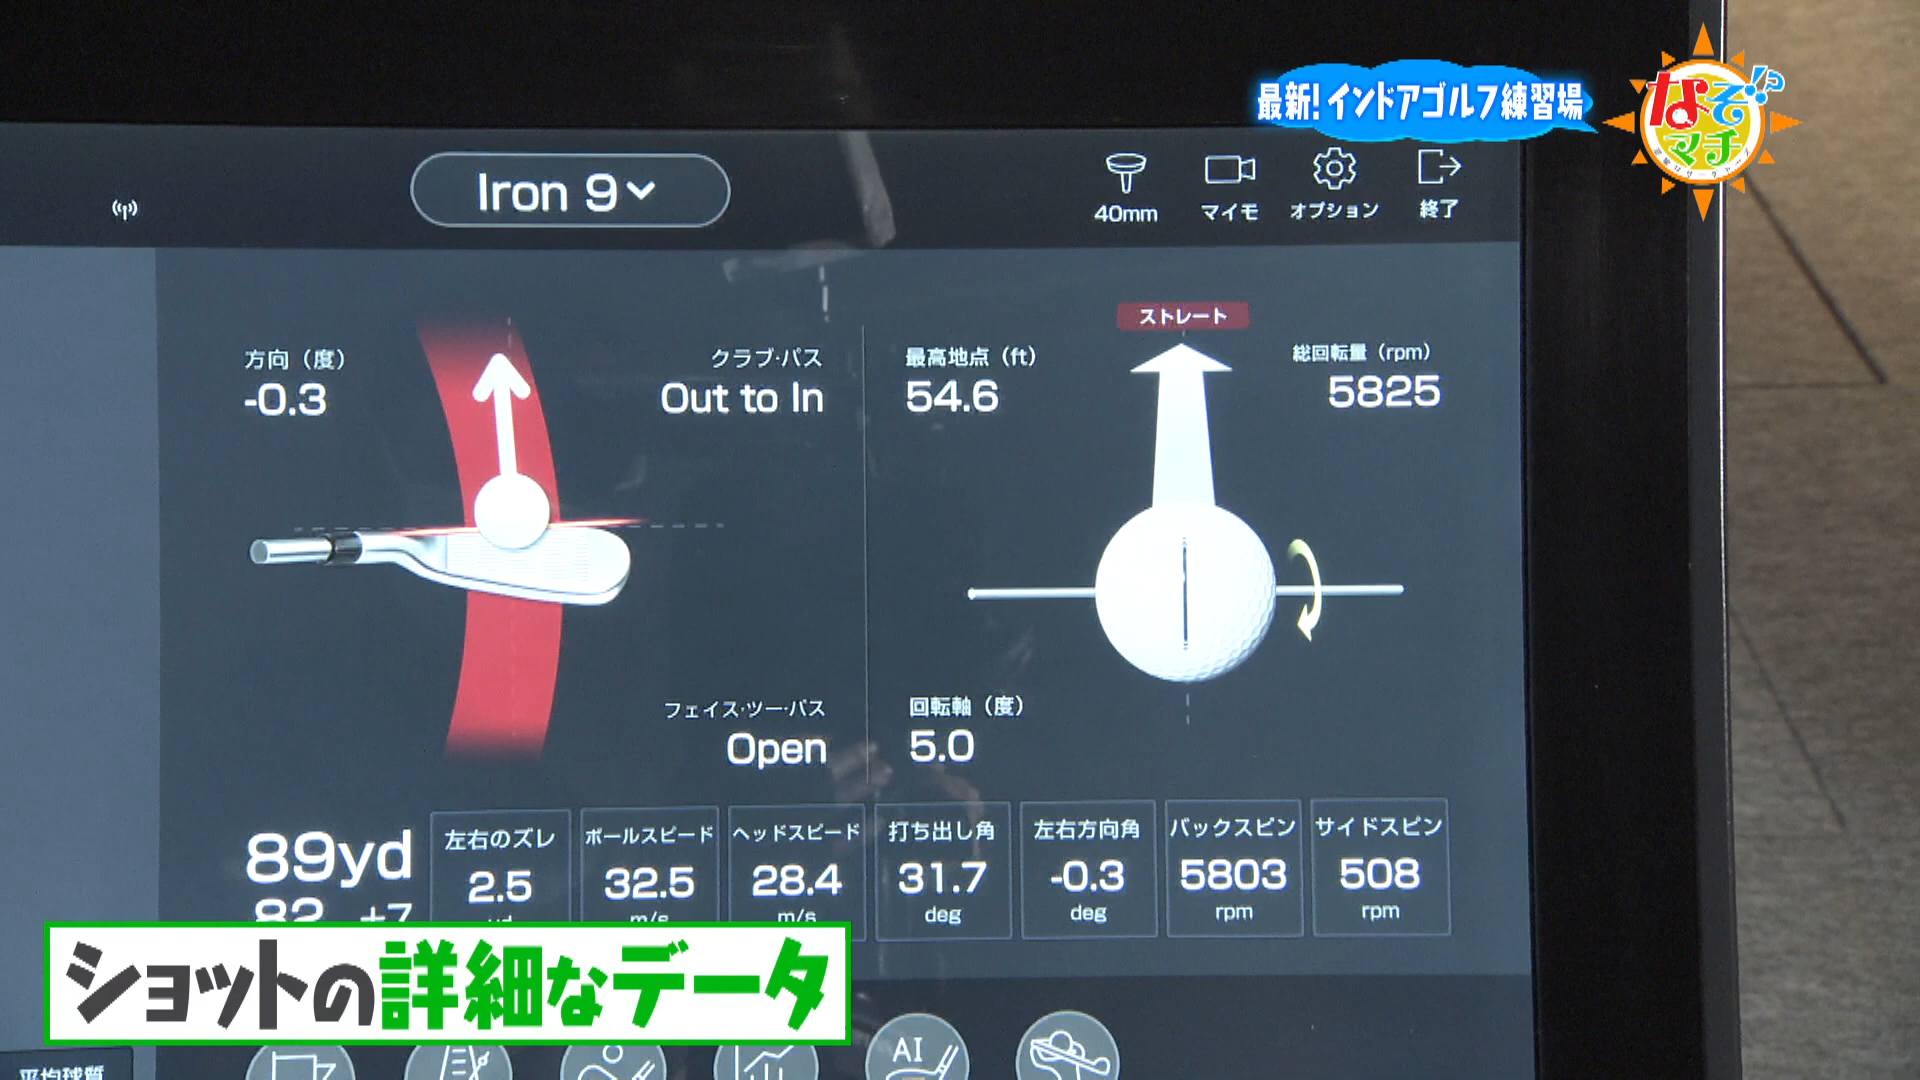 最新!インドアゴルフ練習場
なぞ!?
マチ
Iron 9
40mm
マイモ
オプション
終了
方向（度）
-0.3
クラブ·パス
Out to In
フェイス·ツー·パス
Open
最高地点（ft）
54.6
ストレート
総回転量（rpm）
5825
回転軸（度）
5.0
89yd
82 +7
左右のズレ
2.5
yd
ボールスピード
32.5
m/s
ヘッドスピード
28.4
m/s
打ち出し角
31.7
deg
左右方向角
-0.3
deg
バックスピン
5803
rpm
サイドスピン
508
rpm
ショットの詳細なデータ
AI
平均球質